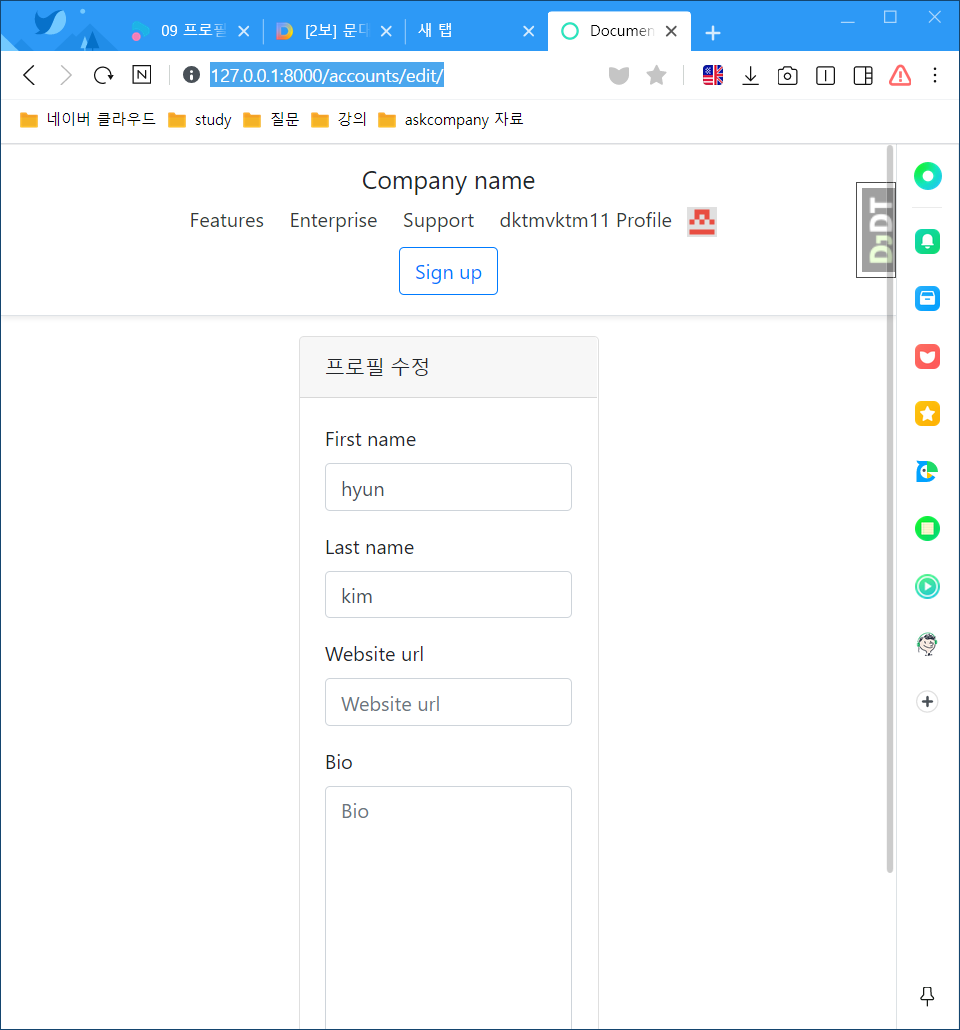 09 프로필
[2보] 문대
새 탭
Documen
N
127.0.0.1:8000/accounts/edit/
네이버 클라우드
study
질문
강의
askcompany 자료
Company name
Features Enterprise Support dktmvktm11 Profile
Sign up
DJDT
프로필 수정
First name
hyun
Last name
kim
Website url
Website url
Bio
Bio